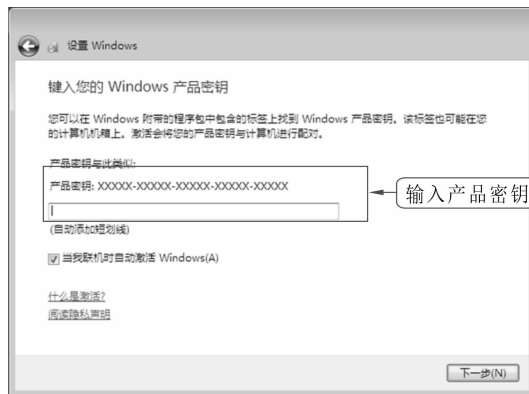 设置 Windows
键入您的 Windows 产品密钥
您可以在 Windows 附带的程序包中包含的标签上找到 Windows 产品密钥。该标签也可能在您
的计算机机箱上。激活会将您的产品密钥与计算机进行配对。
产品密钥与此类似:
产品密钥: XXXXX-XXXXX-XXXXX-XXXXX-XXXXX
输入产品密钥
(自动添加短划线)
当我联机时自动激活 Windows(A)
什么是激活?
阅读隐私声明
下一步(N)